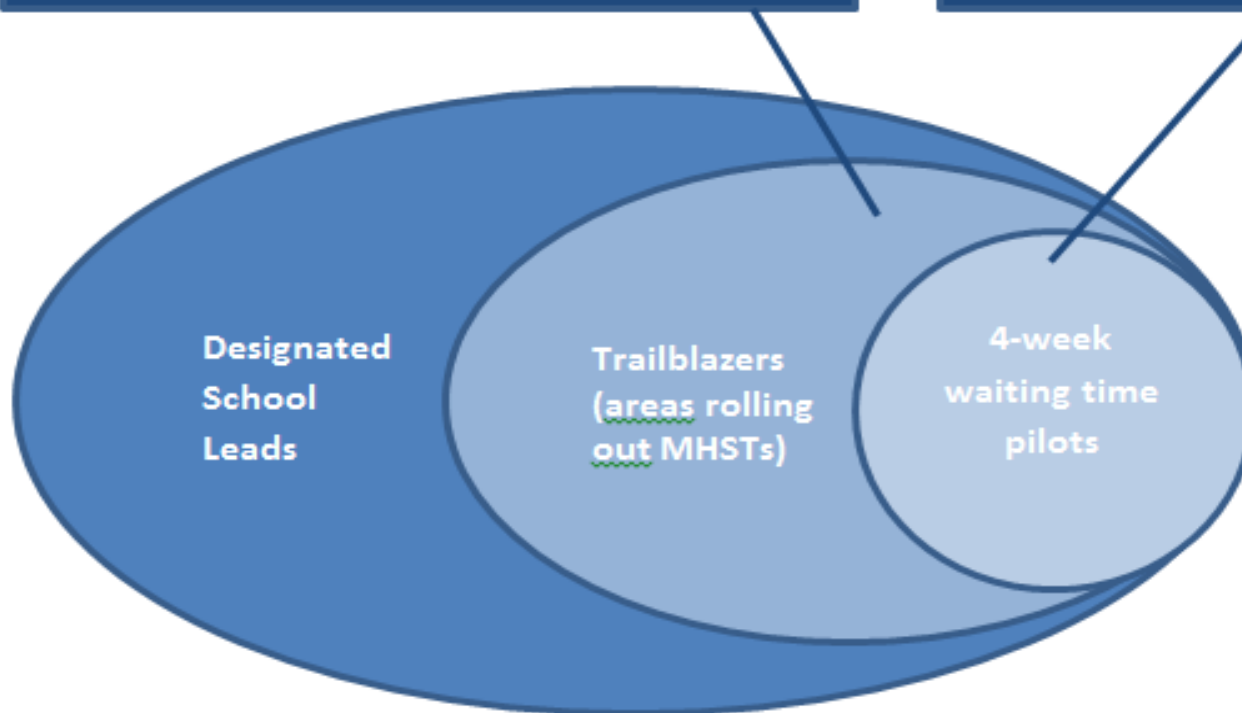 Designated
School
Leads
Trailblazers
(areas rolling
out MHSTs)
4-week
waiting time
pilots